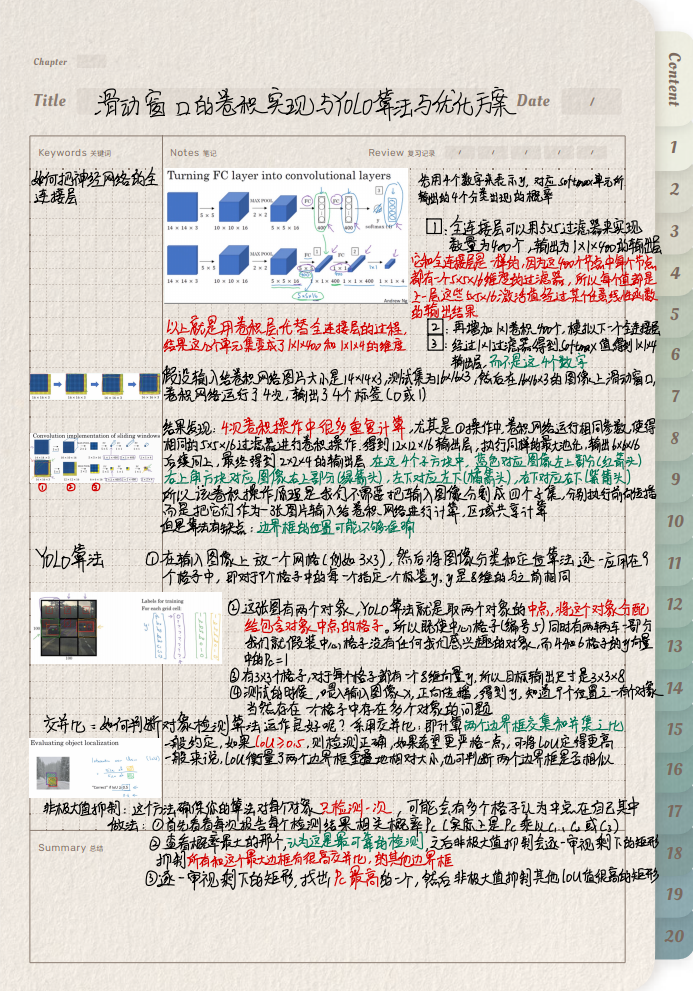 Chapter
Title 滑动窗口的卷积实现与YOLO算法与优化方案 Date /
Content
Keywords 关键词
Notes 笔记
Review 复习记录 / / / / /
如何把神经网络的全
连接层
Turning FC layer into convolutional layers
MAX POOL
FC
FC
14 × 14 × 3
5 × 5
10 × 10 × 16
2 × 2
5 × 5 × 16
400
400
y
softmax (4)
MAX POOL
FC
FC
14 × 14 × 3
5 × 5
10 × 10 × 16
2 × 2
5 × 5 × 16
1 × 1 × 400
1 × 1 × 400
1 × 1 × 4
5×5×16
Andrew Ng
先用4个数字来表示y, 对应softmax单元所
输出的4个分类出现的概率
1: 全连接层可以用5×5过滤器来实现
数量为400个, 输出为1×1×400的输出层
它和全连接层是一样的, 因为这400个节点中每个节点
都有一个5×5×16维度的过滤器, 所以每个值都是
上一层这些5×5×16激活值经过某个任意线性函数
的输出结果
以上就是用卷积层代替全连接层的过程,
结果这几个单元集变成了1×1×400和1×1×4的维度
2: 再增加1×1卷积400个, 模拟下一个全连接层
3: 经过1×1过滤器得到softmax值得到1×1×4
输出层, 而不是这4个数字
假设输入给卷积网络图片大小是14×14×3, 测试集为16×16×3, 然后在16×16×3的图像上滑动窗口,
卷积网络运行了4次, 输出了4个标签(0或1)
Convolution implementation of sliding windows
① ② ③
结果发现: 4次卷积操作中很多重复计算, 尤其是①操作中, 卷积网络运行相同参数, 使得
相同的5×5×16过滤器进行卷积操作, 得到12×12×16输出层, 执行同样的最大池化, 输出6×6×16
后续同上, 最终得到2×2×4的输出层 在这4个子方块中, 蓝色对应图像左上部分(红箭头)
右上角方块对应图像右上部分(绿箭头), 左下对应左下(橘箭头), 右下对应右下(紫箭头)
所以该卷积操作原理是我们不需要把输入图像分割成四个子集, 分别执行前向传播
而是把它们作为一张图片输入给卷积网络进行计算, 区域共享计算
但是算法有缺点: 边界框的位置可能不够准确
YOLO算法
①在输入图像上放一个网格(例如3×3), 然后将图像分类和定位算法逐一应用在9
个格子中, 即对于9个格子中的每一个指定一个标签y, y是8维的与之前相同
Labels for training
For each grid cell:
②这张图有两个对象, YOLO算法就是取两个对象的中点, 将这个对象分配
给包含对象中点的格子。所以即使中心格子(编号5)同时有两辆车一部分
我们就假装中心格子没有任何我们感兴趣的对象, 而4和6格子的y向量
中的Pc=1
③有3×3个格子, 对于每个格子都有一个8维向量y, 所以目标输出尺寸是3×3×8
④测试的时候, 喂入输入图像x, 正向传播, 得到y, 知道9个位置之一有个对象
当然存在一个格子中存在多个对象的问题
交并比=如何判断对象检测算法运作良好呢? 采用交并比: 即计算两个边界框交集和并集之比
Evaluating object localization
一般约定, 如果loU≥0.5, 则检测正确, 如果希望更严格一点, 可将loU定得更高
一般来说, loU衡量了两个边界框重叠地相对大小, 也可判断两个边界框是否相似
非极大值抑制: 这个方法确保你的算法对每个对象只检测一次, 可能会有多个格子认为中点在自己其中
做法: ①首先看看每次报告每个检测结果相关概率Pc (实际上是Pc乘以C1, C2或C3)
②查看概率最大的那个, 认为这是最可靠的检测, 之后非极大值抑制会逐一审视剩下的矩形
抑制所有和这个最大边框有很高交并比, 的其他边界框
③逐一审视剩下的矩形, 找出Pc最高的一个, 然后非极大值抑制其他loU值很高的矩形
Summary 总结
1
2
3
4
5
6
7
8
9
10
11
12
13
14
15
16
17
18
19
20